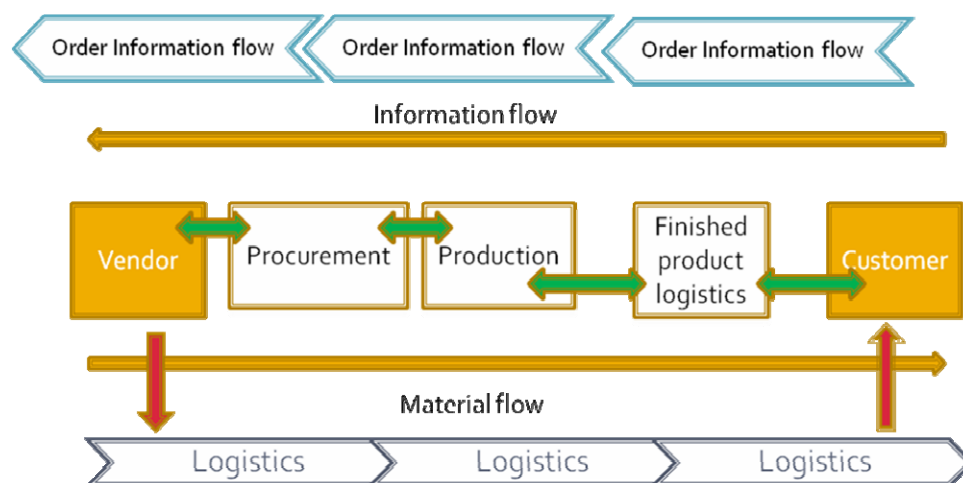 Order Information flow
Order Information flow
Order Information flow
Information flow
Vendor
Procurement
Production
Finished
product
logistics
Customer
Material flow
Logistics
Logistics
Logistics